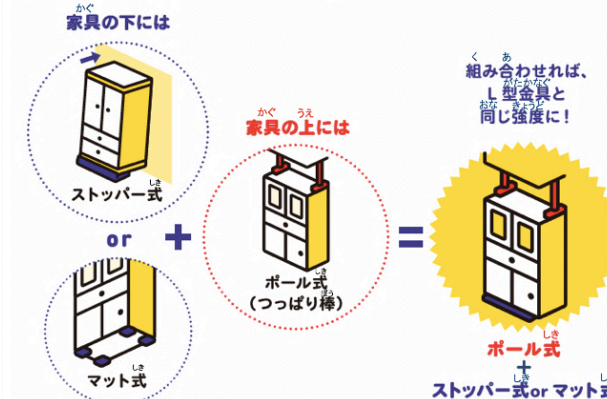 家具の下には
ストッパー式
or
マット式
+
家具の上には
ポール式
(つっぱり棒)
=
組み合わせれば、
L型金具と
同じ強度に!
ポール式
+
ストッパー式orマット式